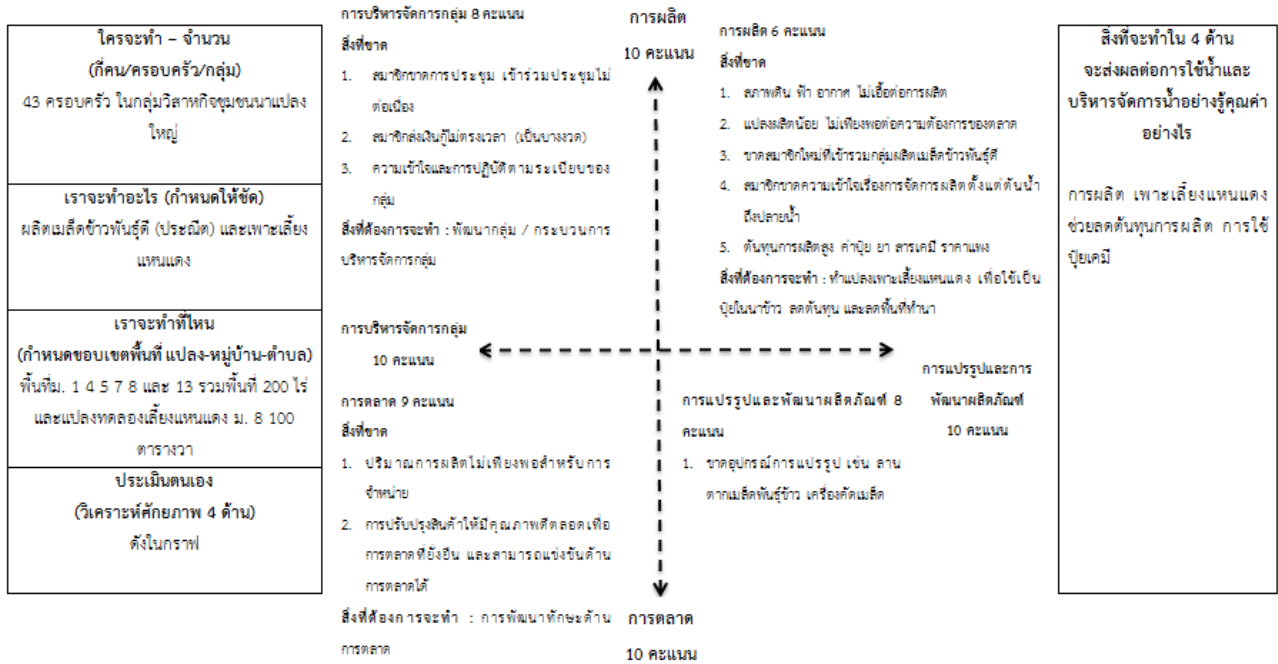 ใครจะทำ – จำนวน
(กี่คน/ครอบครัว/กลุ่ม)
43 ครอบครัว ในกลุ่มวิสาหกิจชุมชนนาแปลง
ใหญ่
เราจะทำอะไร (กำหนดให้ชัด)
ผลิตเมล็ดข้าวพันธุ์ดี (ประณีต) และเพาะเลี้ยง
แหนแดง
เราจะทำที่ไหน
(กำหนดขอบเขตพื้นที่ แปลง-หมู่บ้าน-ตำบล)
พื้นที่ม. 1 4 5 7 8 และ 13 รวมพื้นที่ 200 ไร่
และแปลงทดลองเลี้ยงแหนแดง ม. 8 100
ตารางวา
ประเมินตนเอง
(วิเคราะห์ศักยภาพ 4 ด้าน)
ดังในกราฟ
การบริหารจัดการกลุ่ม 8 คะแนน
สิ่งที่ขาด
1. สมาชิกขาดการประชุม เข้าร่วมประชุมไม่
ต่อเนื่อง
2. สมาชิกส่งเงินกู้ไม่ตรงเวลา (เป็นบางงวด)
3. ความเข้าใจและการปฏิบัติตามระเบียบของ
กลุ่ม
สิ่งที่ต้องการจะทำ : พัฒนากลุ่ม / กระบวนการ
บริหารจัดการกลุ่ม
การผลิต
10 คะแนน
การผลิต 6 คะแนน
สิ่งที่ขาด
1. สภาพดิน ฟ้า อากาศ ไม่เอื้อต่อการผลิต
2. แปลงผลิตน้อย ไม่เพียงพอต่อความต้องการของตลาด
3. ขาดสมาชิกใหม่ที่เข้ารวมกลุ่มผลิตเมล็ดข้าวพันธุ์ดี
4. สมาชิกขาดความเข้าใจเรื่องการจัดการผลิตตั้งแต่ต้นน้ำ
ถึงปลายน้ำ
5. ต้นทุนการผลิตสูง ค่าปุ๋ย ยา สารเคมี ราคาแพง
สิ่งที่ต้องการจะทำ : ทำแปลงเพาะเลี้ยงแหนแดง เพื่อใช้เป็น
ปุ๋ยในนาข้าว ลดต้นทุน และลดพื้นที่ทำนา
การบริหารจัดการกลุ่ม
10 คะแนน
การแปรรูปและการ
พัฒนาผลิตภัณฑ์
10 คะแนน
การตลาด 9 คะแนน
สิ่งที่ขาด
1. ปริมาณการผลิตไม่เพียงพอสำหรับการ
จำหน่าย
2. การปรับปรุงสินค้าให้มีคุณภาพดีตลอดเพื่อ
การตลาดที่ยั่งยืน และสามารถแข่งขันด้าน
การตลาดได้
สิ่งที่ต้องการจะทำ : การพัฒนาทักษะด้าน
การตลาด
การแปรรูปและพัฒนาผลิตภัณฑ์ 8
คะแนน
1. ขาดอุปกรณ์การแปรรูป เช่น ลาน
ตากเมล็ดพันธุ์ข้าว เครื่องคัดเมล็ด
การตลาด
10 คะแนน
สิ่งที่จะทำใน 4 ด้าน
จะส่งผลต่อการใช้น้ำและ
บริหารจัดการน้ำอย่างรู้คุณค่า
อย่างไร
การผลิต เพาะเลี้ยงแหนแดง
ช่วยลดต้นทุนการผลิต การใช้
ปุ๋ยเคมี